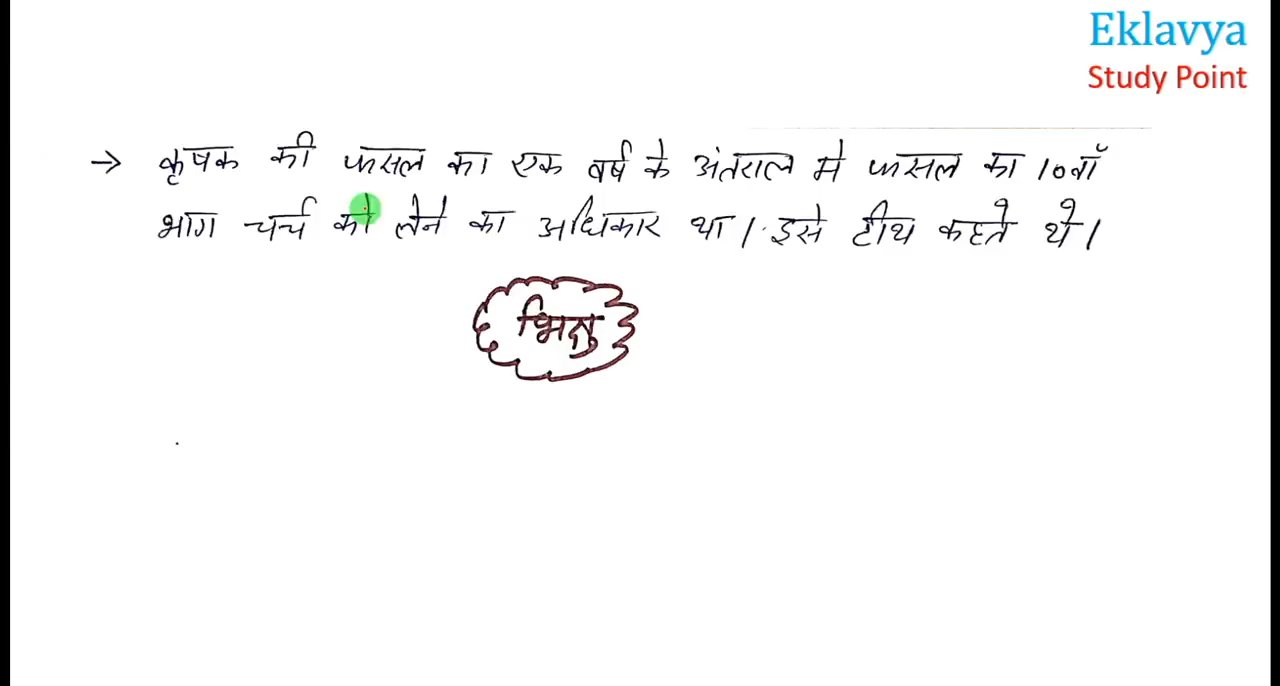 Eklavya
Study Point
→ कृषक की फसल का एक वर्ष के अंतराल मे फसल का 10वाँ
भाग चर्च को लेने का अधिकार था। इसे टीथ कहते थे।
भिक्षु